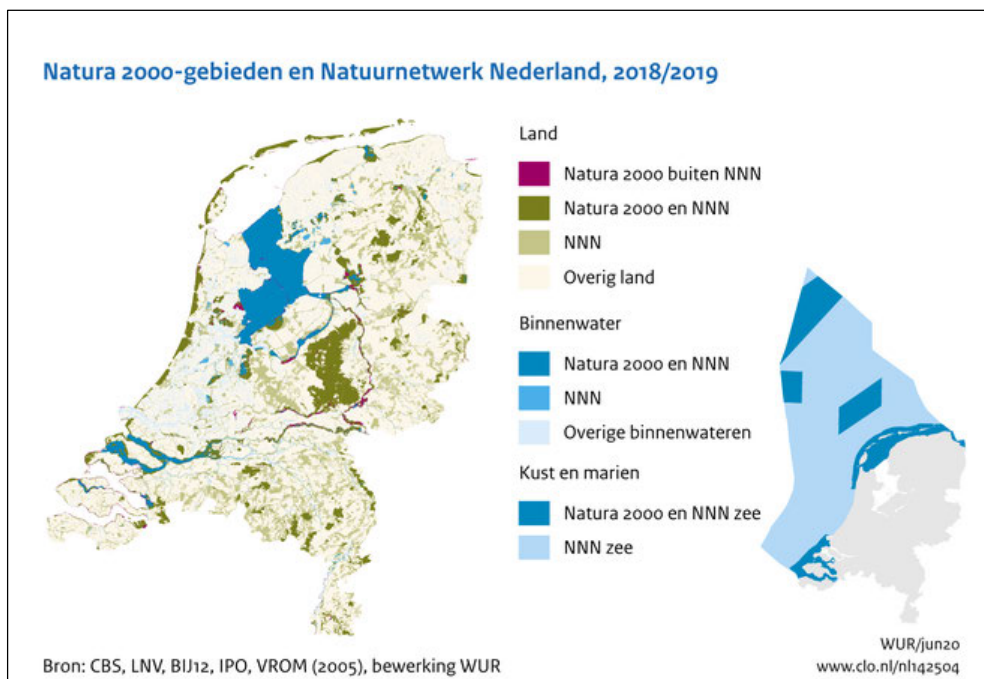 Natura 2000-gebieden en Natuurnetwerk Nederland, 2018/2019
Land
Natura 2000 buiten NNN
Natura 2000 en NNN
NNN
Overig land
Binnenwater
Natura 2000 en NNN
NNN
Overige binnenwateren
Kust en marien
Natura 2000 en NNN zee
NNN zee
Bron: CBS, LNV, BIJ12, IPO, VROM (2005), bewerking WUR
WUR/jun20
www.clo.nl/nl142504